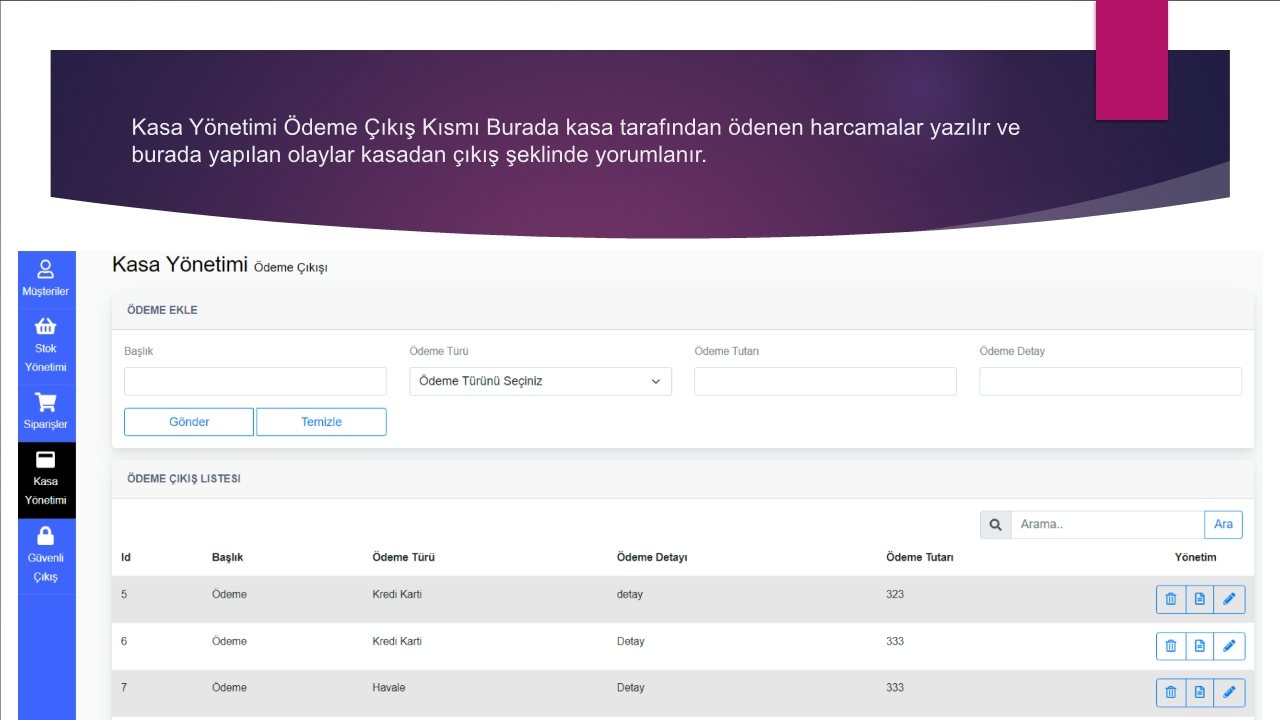 Kasa Yönetimi Ödeme Çıkış Kısmı Burada kasa tarafından ödenen harcamalar yazılır ve
burada yapılan olaylar kasadan çıkış şeklinde yorumlanır.
Müşteriler
Stok
Yönetimi
Siparişler
Kasa
Yönetimi
Güvenli
Çıkış
Kasa Yönetimi Ödeme Çıkışı
ÖDEME EKLE
Başlık Ödeme Türü Ödeme Tutarı Ödeme Detay
Ödeme Türünü Seçiniz
Gönder Temizle
ÖDEME ÇIKIŞ LISTESI
Arama.. Ara
Id Başlık Ödeme Türü Ödeme Detayı Ödeme Tutarı Yönetim
5 Ödeme Kredi Karti detay 323
6 Ödeme Kredi Karti Detay 333
7 Ödeme Havale Detay 333